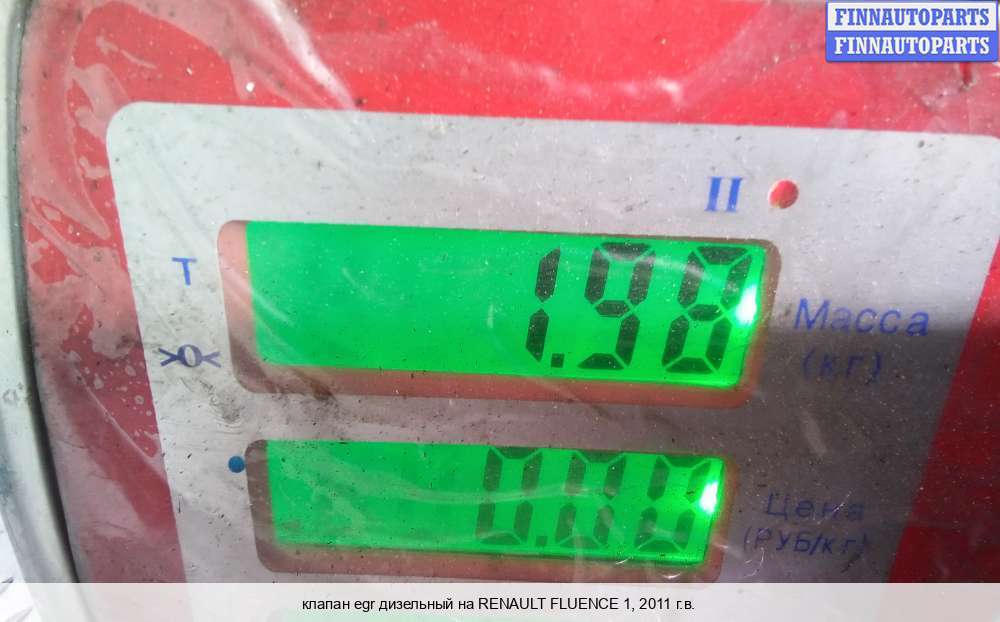 FINNAUTOPARTS
FINNAUTOPARTS
II
T
1.98
Масса
(кг)
>0<
Цена
(РУБ/кг)
клапан egr дизельный на RENAULT FLUENCE 1, 2011 г.в.